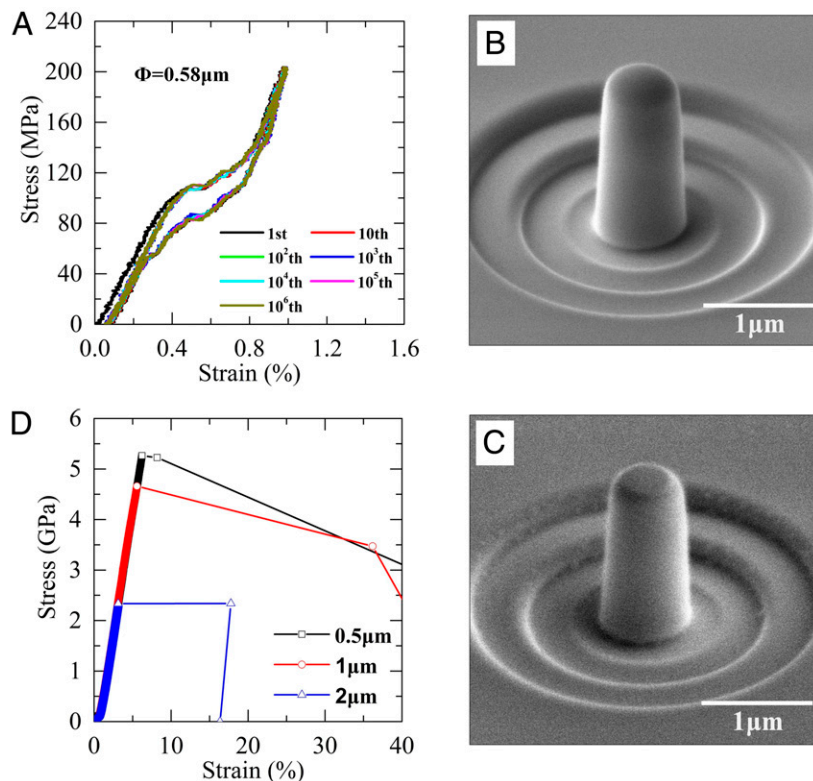 A
Stress (MPa)
240
200
160
120
80
40
0
Φ=0.58μm
1st 10th
10²th 10³th
10⁴th 10⁵th
10⁶th
0.0 0.4 0.8 1.2 1.6
Strain (%)
B
1μm
D
Stress (GPa)
6
5
4
3
2
1
0
0.5μm
1μm
2μm
0 10 20 30 40
Strain (%)
C
1μm